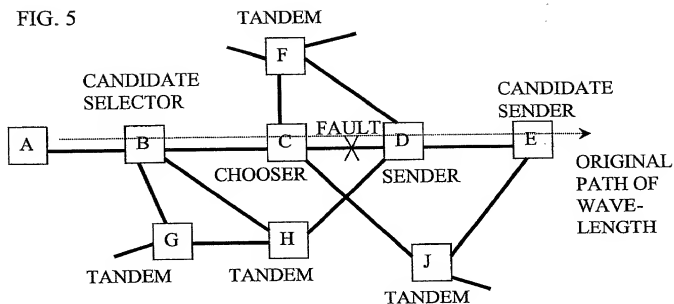 FIG. 5
TANDEM
F
CANDIDATE
SELECTOR
CANDIDATE
SENDER
A
B
C
FAULT
D
E
CHOOSER
SENDER
ORIGINAL
PATH OF
WAVE-
LENGTH
G
H
J
TANDEM
TANDEM
TANDEM